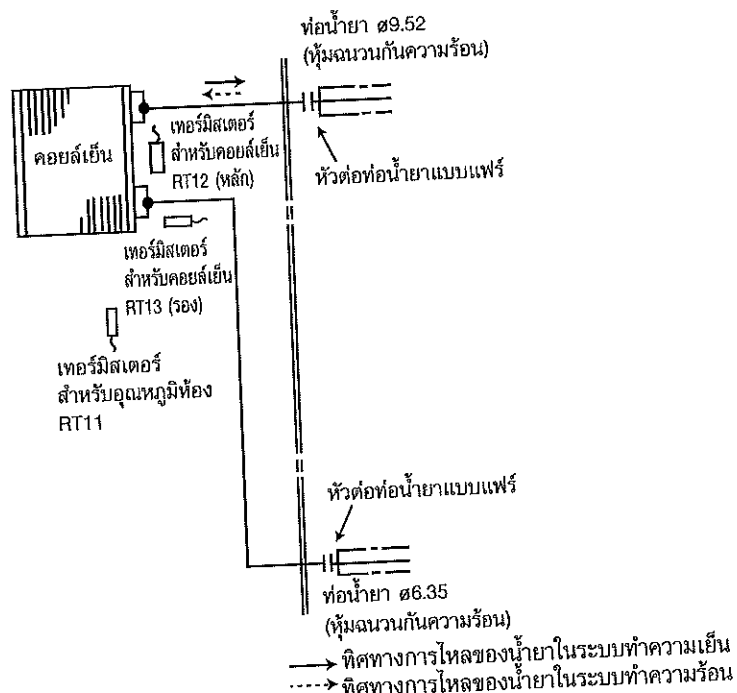 ท่อน้ำยา ø9.52
(หุ้มฉนวนกันความร้อน)
คอยล์เย็น
เทอร์มิสเตอร์
สำหรับคอยล์เย็น
RT12 (หลัก)
หัวต่อท่อน้ำยาแบบแฟร์
เทอร์มิสเตอร์
สำหรับคอยล์เย็น
RT13 (รอง)
เทอร์มิสเตอร์
สำหรับอุณหภูมิห้อง
RT11
หัวต่อท่อน้ำยาแบบแฟร์
ท่อน้ำยา ø6.35
(หุ้มฉนวนกันความร้อน)
ทิศทางการไหลของน้ำยาในระบบทำความเย็น
ทิศทางการไหลของน้ำยาในระบบทำความร้อน